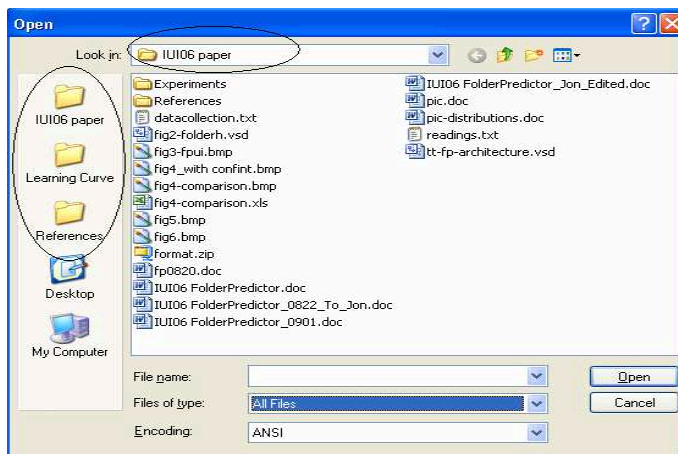 Open
Look in:
IUI06 paper
IUI06 paper
Learning Curve
References
Desktop
My Computer
Experiments
References
datacollection.txt
fig2-folderh.vsd
fig3-fpui.bmp
fig4_with confint.bmp
fig4-comparison.bmp
fig4-comparison.xls
fig5.bmp
fig6.bmp
format.zip
fp0820.doc
IUI06 FolderPredictor.doc
IUI06 FolderPredictor_0822_To_Jon.doc
IUI06 FolderPredictor_0901.doc
IUI06 FolderPredictor_Jon_Edited.doc
pic.doc
pic-distributions.doc
readings.txt
tt-fp-architecture.vsd
File name:
Open
Files of type:
All Files
Cancel
Encoding:
ANSI